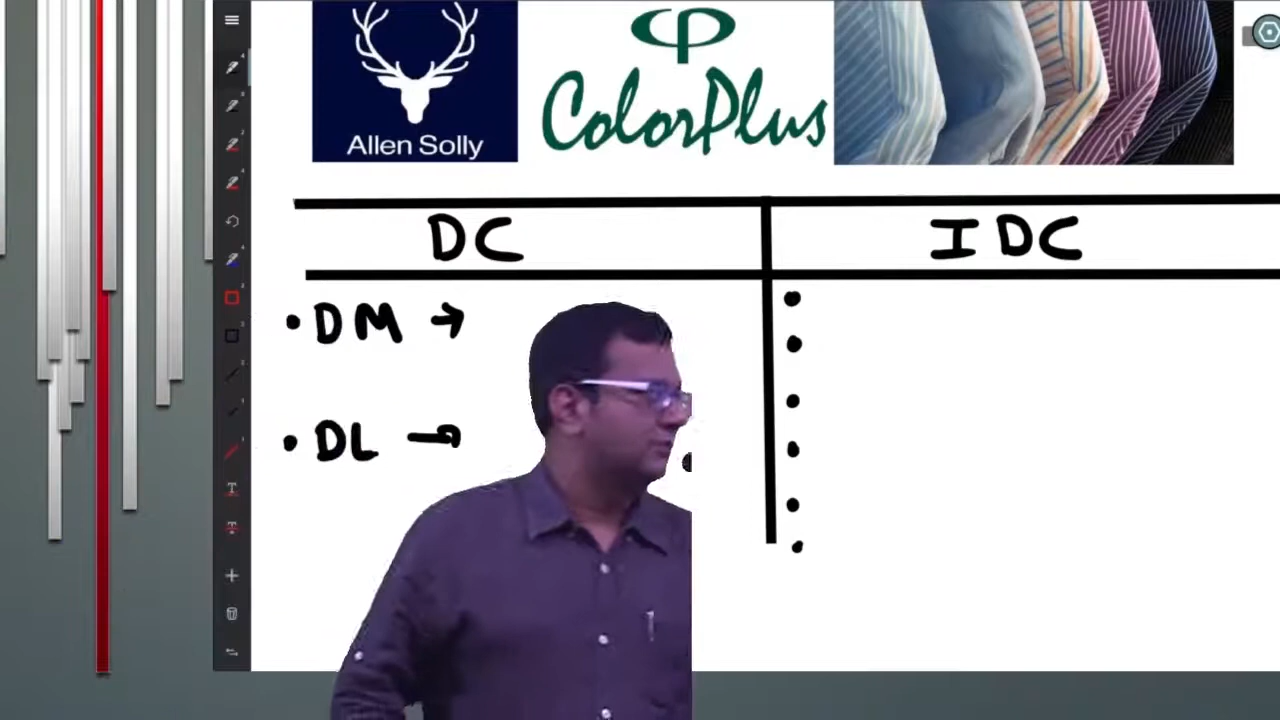 Allen Solly
ColorPlus
DC
IDC
• DM →
• DL →